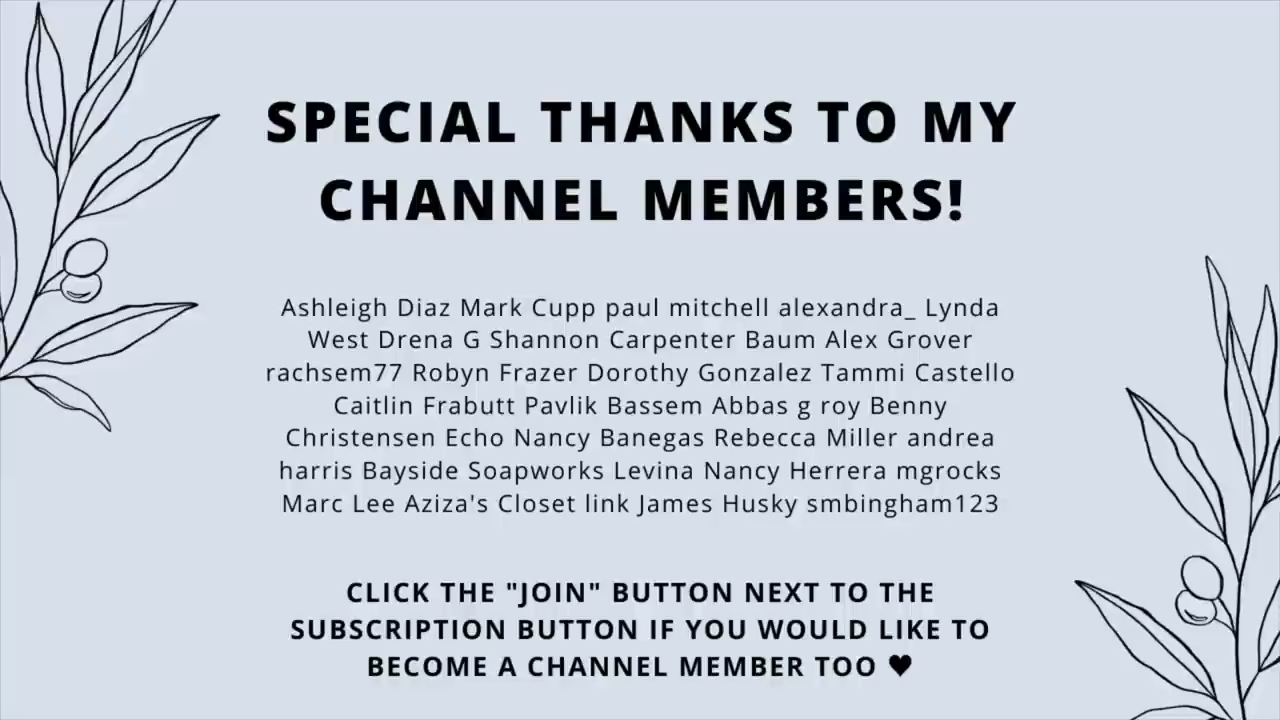 SPECIAL THANKS TO MY
CHANNEL MEMBERS!
Ashleigh Diaz Mark Cupp paul mitchell alexandra_ Lynda
West Drena G Shannon Carpenter Baum Alex Grover
rachsem77 Robyn Frazer Dorothy Gonzalez Tammi Castello
Caitlin Frabutt Pavlik Bassem Abbas g roy Benny
Christensen Echo Nancy Banegas Rebecca Miller andrea
harris Bayside Soapworks Levina Nancy Herrera mgrocks
Marc Lee Aziza's Closet link James Husky smbingham123
CLICK THE "JOIN" BUTTON NEXT TO THE
SUBSCRIPTION BUTTON IF YOU WOULD LIKE TO
BECOME A CHANNEL MEMBER TOO ♥